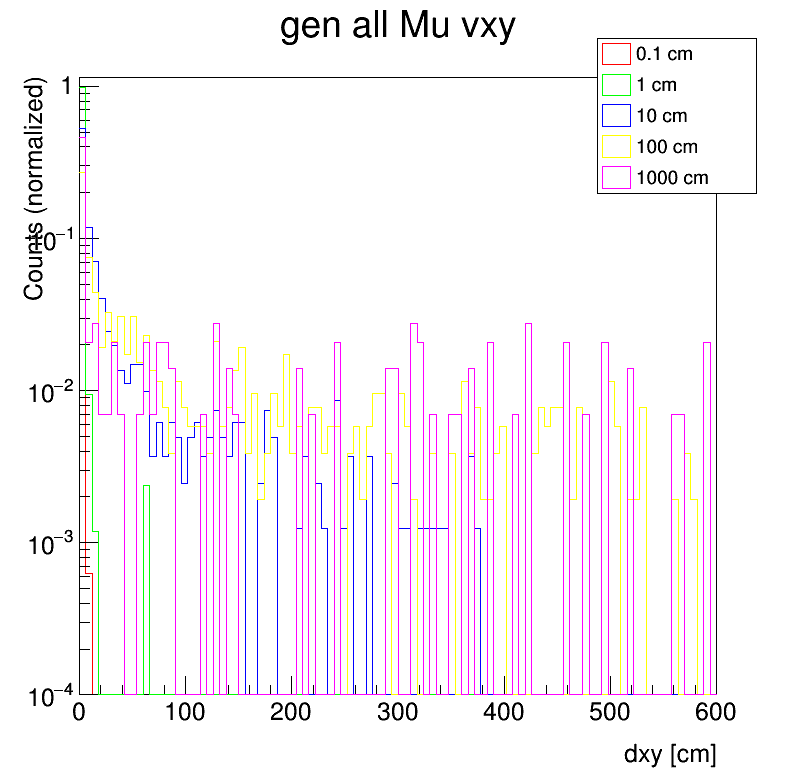 gen all Mu vxy
0.1 cm
1 cm
10 cm
100 cm
1000 cm
Counts (normalized)
1
10−1
10−2
10−3
10−4
0 100 200 300 400 500 600
dxy [cm]